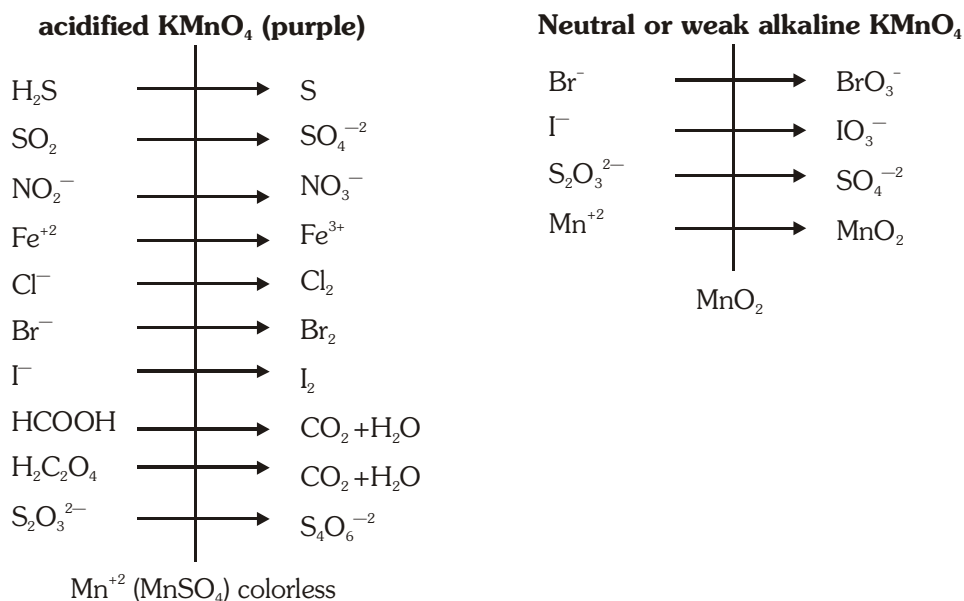 acidified KMnO₄ (purple)
H₂S S
SO₂ SO₄⁻²
NO₂⁻ NO₃⁻
Fe⁺² Fe³⁺
Cl⁻ Cl₂
Br⁻ Br₂
I⁻ I₂
HCOOH CO₂+H₂O
H₂C₂O₄ CO₂+H₂O
S₂O₃²⁻ S₄O₆⁻²
Mn⁺² (MnSO₄) colorless
Neutral or weak alkaline KMnO₄
Br⁻ BrO₃⁻
I⁻ IO₃⁻
S₂O₃²⁻ SO₄⁻²
Mn⁺² MnO₂
MnO₂